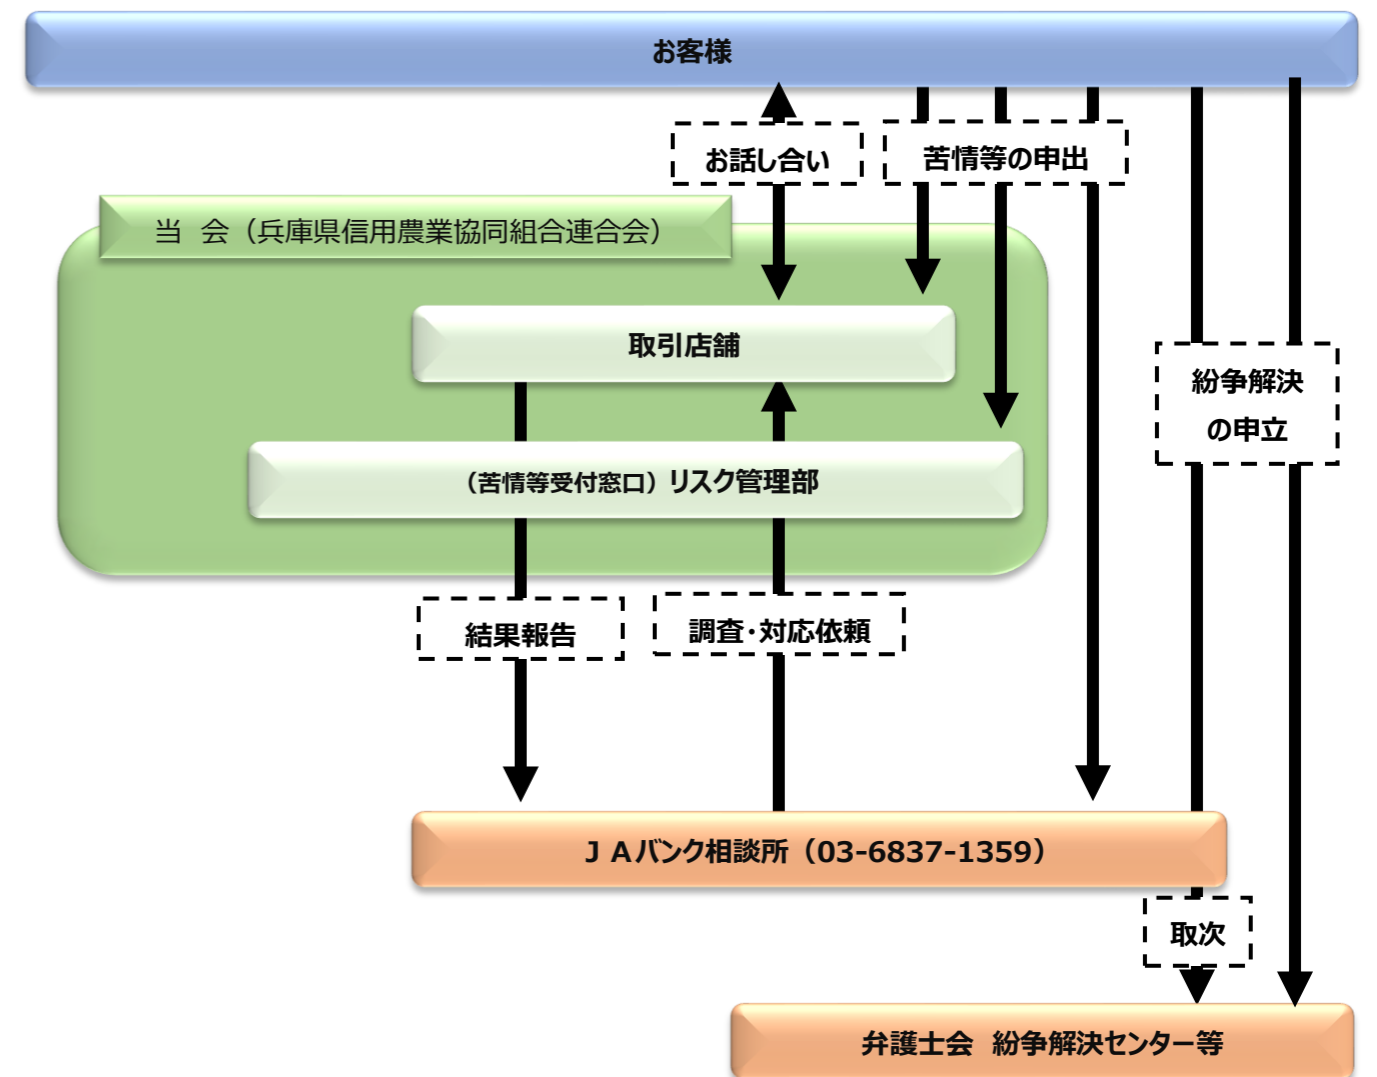 お客様
お話し合い
苦情等の申出
当 会（兵庫県信用農業協同組合連合会）
取引店舗
紛争解決
の申立
（苦情等受付窓口）リスク管理部
結果報告
調査・対応依頼
ＪＡバンク相談所（03-6837-1359）
取次
弁護士会 紛争解決センター等